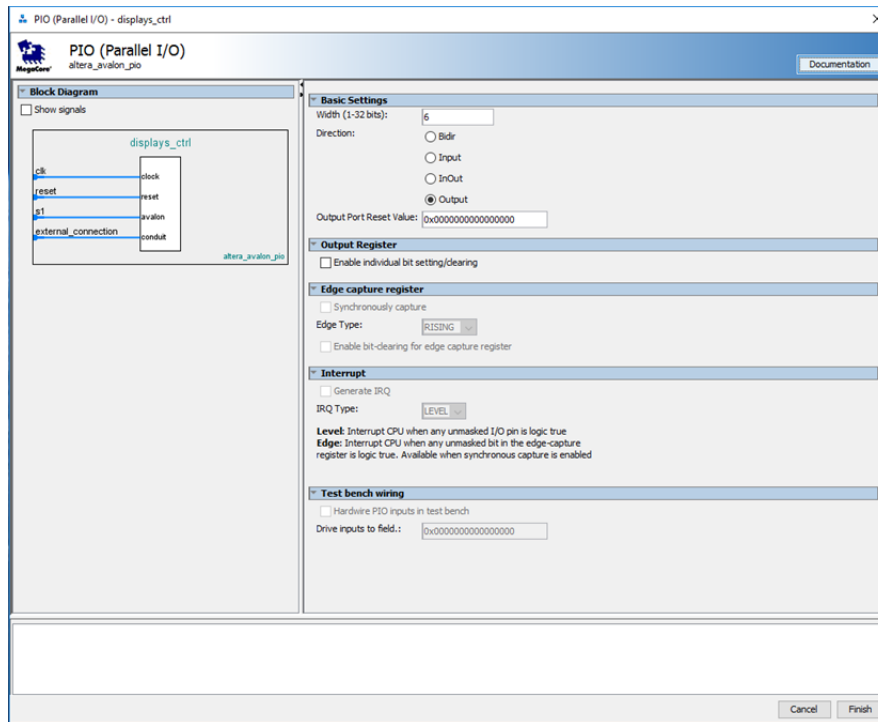 PIO (Parallel I/O) - displays_ctrl
PIO (Parallel I/O)
altera_avalon_pio
MegaCore'
Documentation
Block Diagram
Show signals
displays_ctrl
clk
clock
reset
reset
s1
avalon
external_connection
conduit
altera_avalon_pio
Basic Settings
Width (1-32 bits): 6
Direction: Bidr
Input
InOut
Output
Output Port Reset Value: 0x0000000000000000
Output Register
Enable individual bit setting/clearing
Edge capture register
Synchronously capture
Edge Type: RISING
Enable bit-clearing for edge capture register
Interrupt
Generate IRQ
IRQ Type: LEVEL
Level: Interrupt CPU when any unmasked I/O pin is logic true
Edge: Interrupt CPU when any unmasked bit in the edge-capture
register is logic true. Available when synchronous capture is enabled
Test bench wiring
Hardwire PIO inputs in test bench
Drive inputs to field.: 0x0000000000000000
Cancel Finish